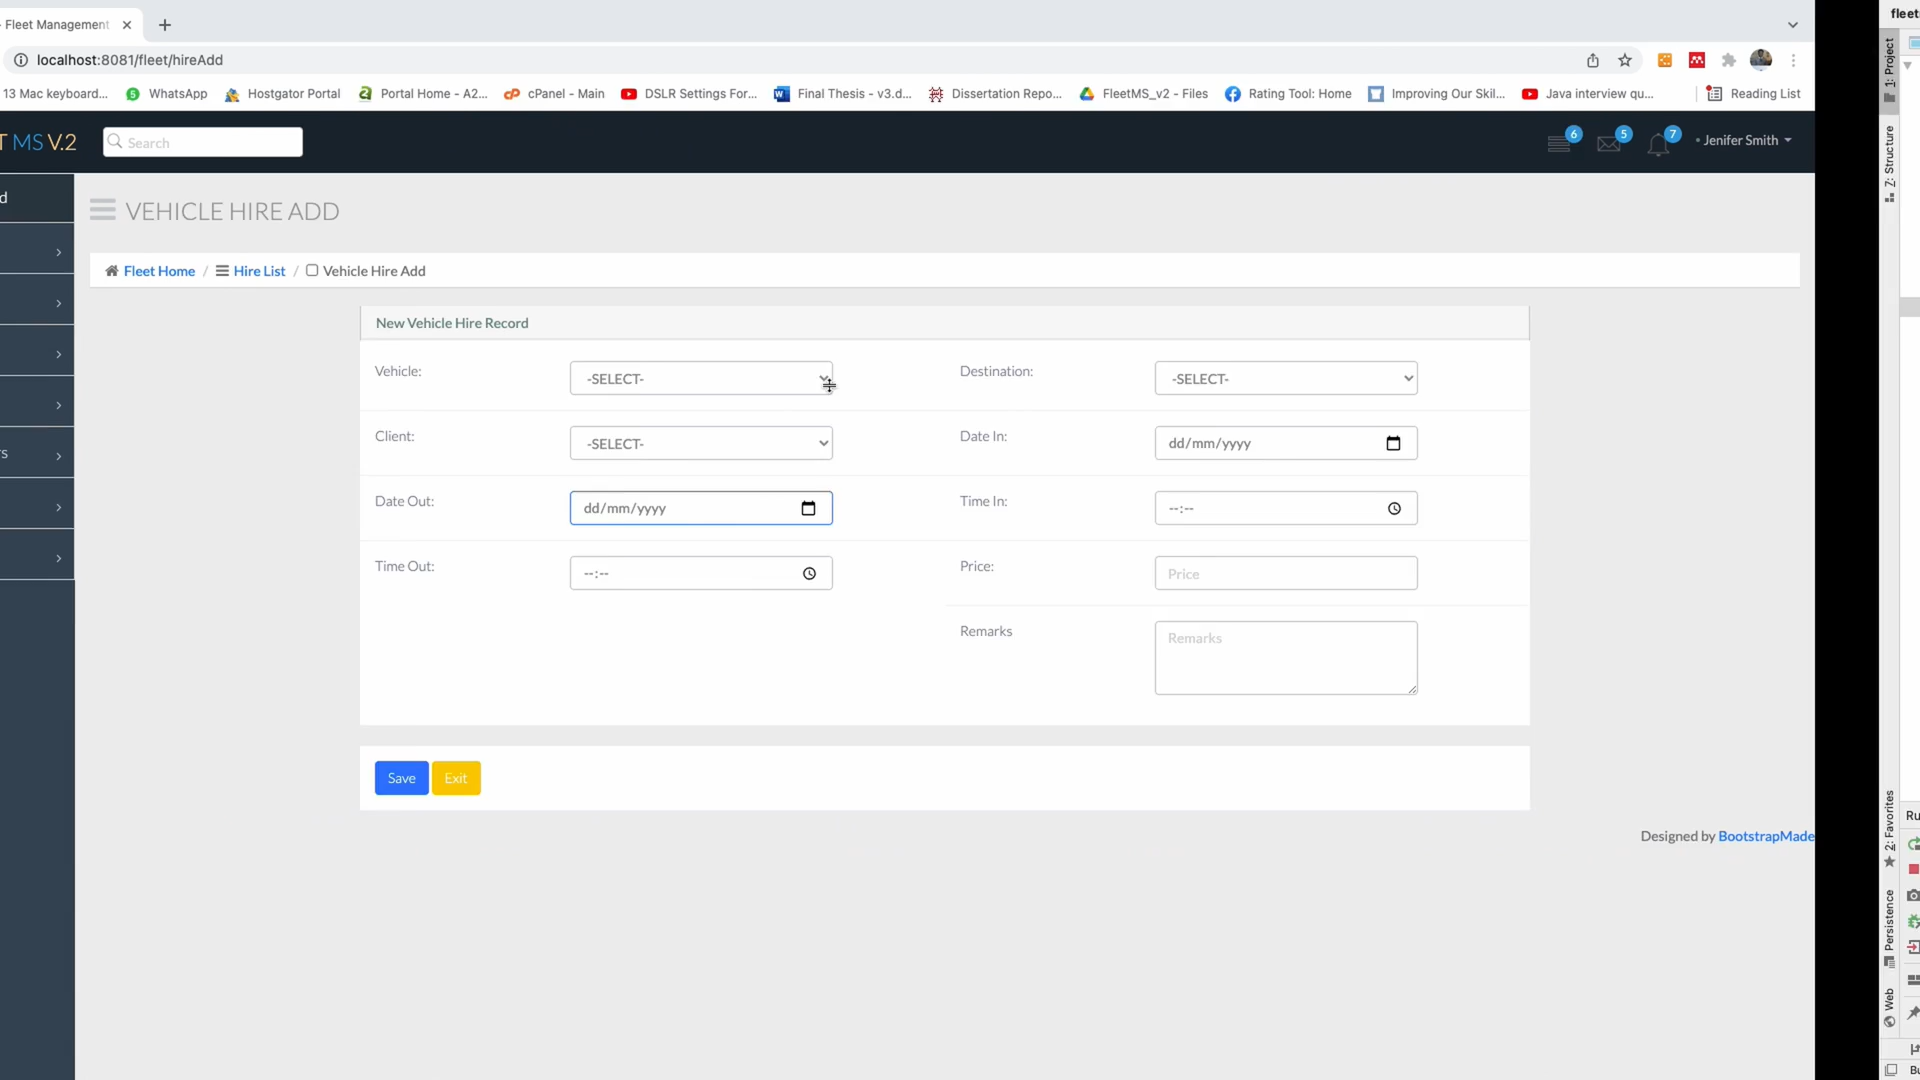 Fleet Management
fleet
localhost:8081/fleet/hireAdd
13 Mac keyboard...
WhatsApp
Hostgator Portal
Portal Home - A2...
cPanel - Main
DSLR Settings For...
Final Thesis - v3.d...
Dissertation Repo...
FleetMS_v2 - Files
Rating Tool: Home
Improving Our Skil...
Java interview qu...
Reading List
T MS V.2
Search
6
5
7
Jenifer Smith
d
VEHICLE HIRE ADD
Fleet Home / Hire List / Vehicle Hire Add
New Vehicle Hire Record
Vehicle:
-SELECT-
Destination:
-SELECT-
Client:
-SELECT-
Date In:
dd/mm/yyyy
rs
Date Out:
dd/mm/yyyy
Time In:
--:--
Time Out:
--:--
Price:
Price
Remarks
Remarks
Save
Exit
Designed by BootstrapMade
1: Project
Z: Structure
2: Favorites
Persistence
Web
Ru
Bu